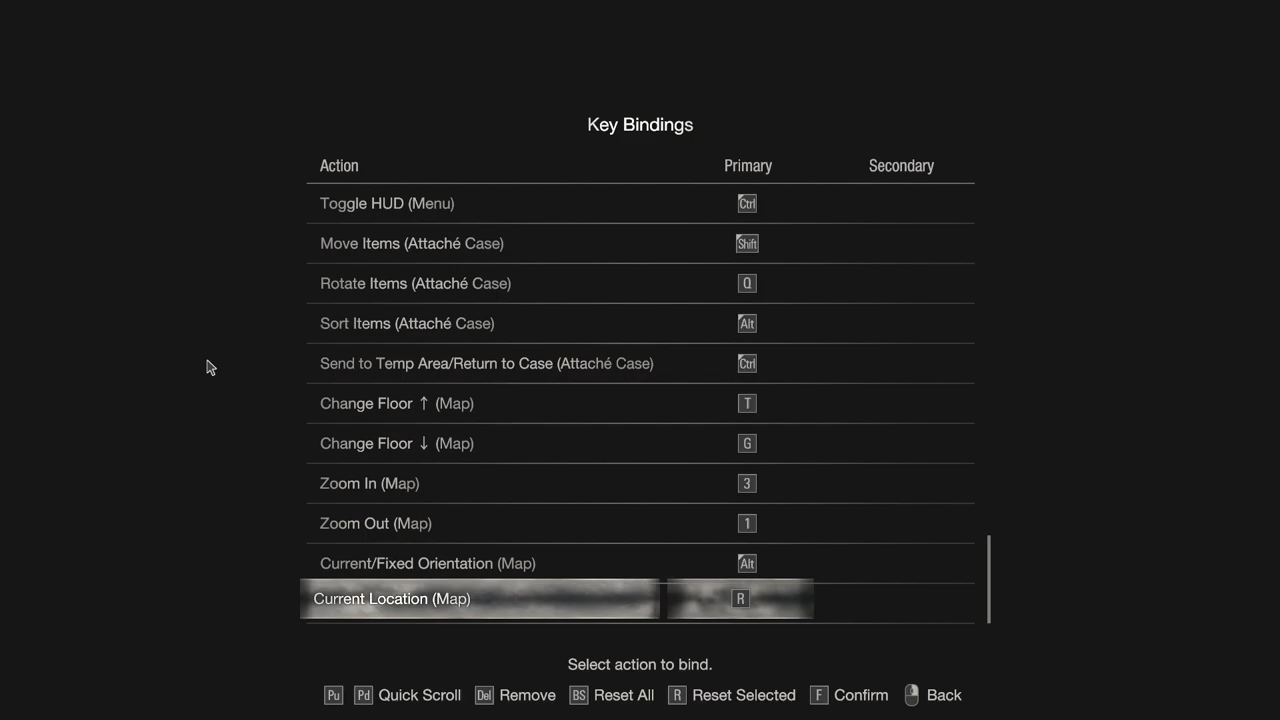 Key Bindings
Action Primary Secondary
Toggle HUD (Menu) Ctrl
Move Items (Attaché Case) Shift
Rotate Items (Attaché Case) Q
Sort Items (Attaché Case) Alt
Send to Temp Area/Return to Case (Attaché Case) Ctrl
Change Floor ↑ (Map) T
Change Floor ↓ (Map) G
Zoom In (Map) 3
Zoom Out (Map) 1
Current/Fixed Orientation (Map) Alt
Current Location (Map) R
Select action to bind.
Pu Pd Quick Scroll Del Remove BS Reset All R Reset Selected F Confirm Back